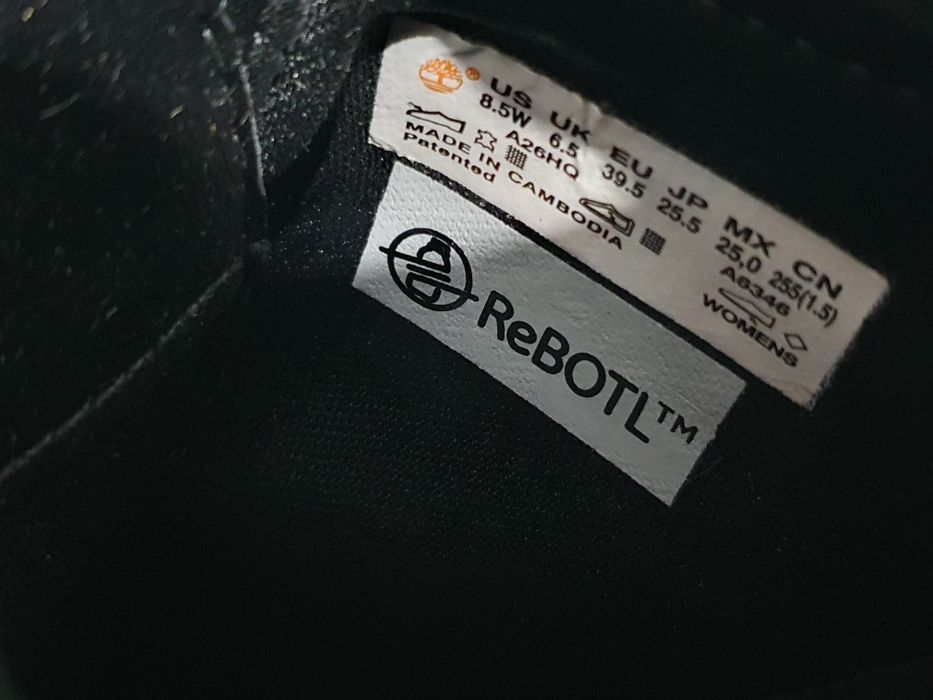 US UK EU JP MX CN
8.5W 6.5 39.5 25.5 25,0 255(1.5)
A26HQ A6346
MADE IN CAMBODIA WOMENS
Patented
ReBOTL™